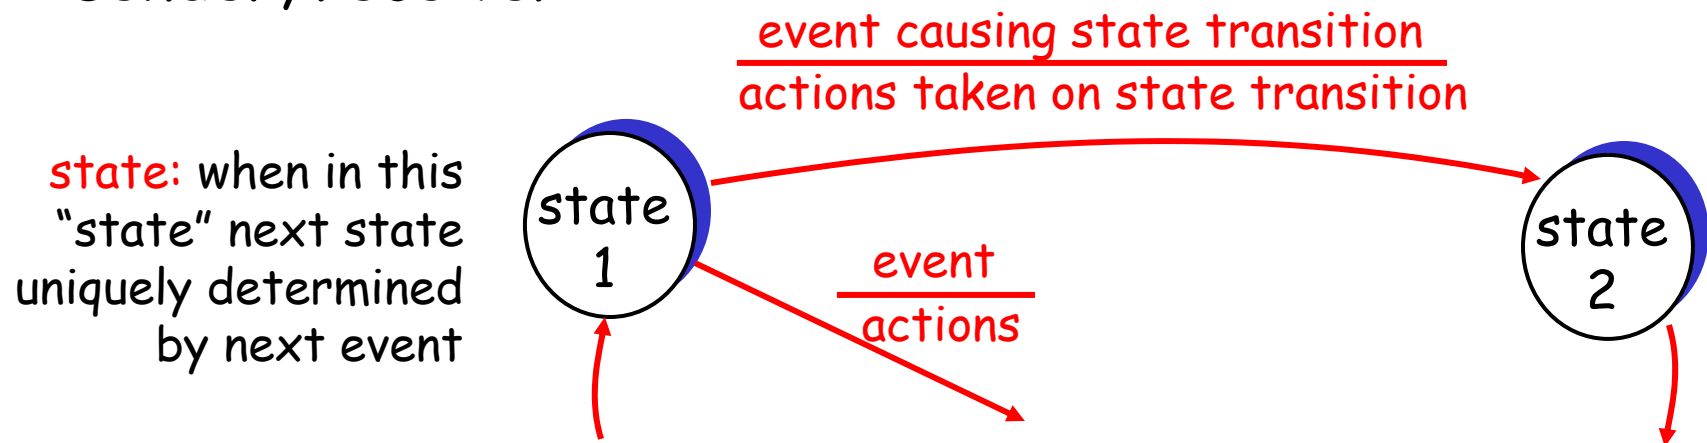 event causing state transition
actions taken on state transition
state: when in this
“state” next state
uniquely determined
by next event
state
1
event
actions
state
2